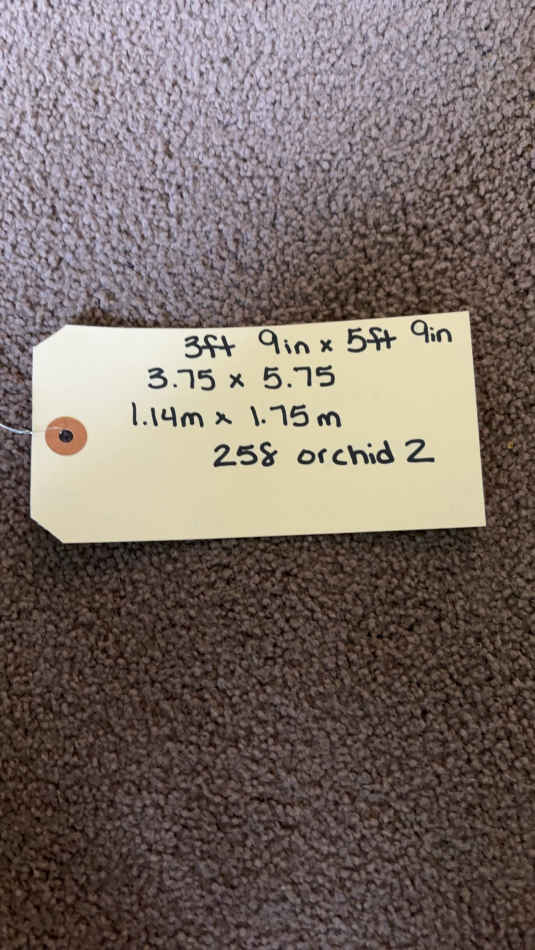 3ft 9in x 5ft 9in
3.75 x 5.75
1.14m x 1.75m
258 orchid 2